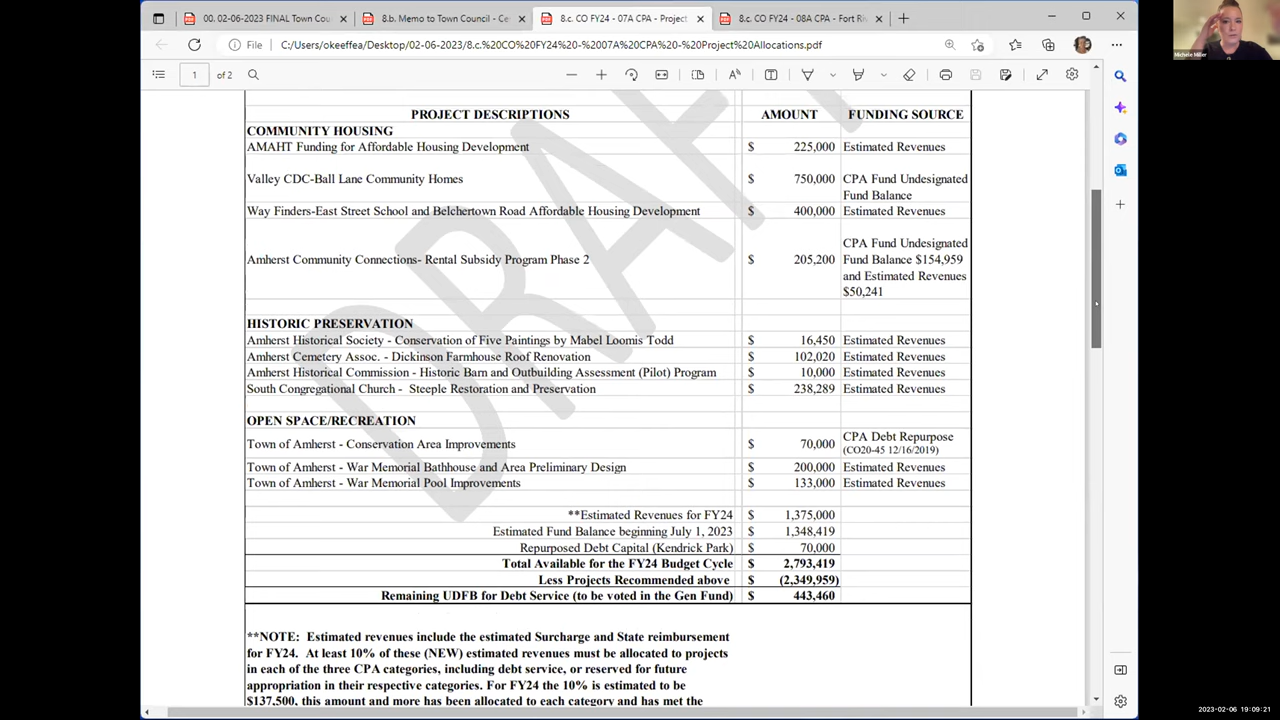 00. 02-06-2023 FINAL Town Cou
8.b. Memo to Town Council - Ce
8.c. CO FY24 - 07A CPA - Project
8.c. CO FY24 - 08A CPA - Fort Ri
File C:/Users/okeeffea/Desktop/02-06-2023/8.c.%20CO%20FY24%20-%2007A%20CPA%20-%20Project%20Allocations.pdf
1 of 2
Michele Miller
DRAFT
PROJECT DESCRIPTIONS AMOUNT FUNDING SOURCE
COMMUNITY HOUSING
AMAHT Funding for Affordable Housing Development $ 225,000 Estimated Revenues
Valley CDC-Ball Lane Community Homes $ 750,000 CPA Fund Undesignated
Fund Balance
Way Finders-East Street School and Belchertown Road Affordable Housing Development $ 400,000 Estimated Revenues
CPA Fund Undesignated
Amherst Community Connections- Rental Subsidy Program Phase 2 $ 205,200 Fund Balance $154,959
and Estimated Revenues
$50,241
HISTORIC PRESERVATION
Amherst Historical Society - Conservation of Five Paintings by Mabel Loomis Todd $ 16,450 Estimated Revenues
Amherst Cemetery Assoc. - Dickinson Farmhouse Roof Renovation $ 102,020 Estimated Revenues
Amherst Historical Commission - Historic Barn and Outbuilding Assessment (Pilot) Program $ 10,000 Estimated Revenues
South Congregational Church - Steeple Restoration and Preservation $ 238,289 Estimated Revenues
OPEN SPACE/RECREATION
Town of Amherst - Conservation Area Improvements $ 70,000 CPA Debt Repurpose
(CO20-45 12/16/2019)
Town of Amherst - War Memorial Bathhouse and Area Preliminary Design $ 200,000 Estimated Revenues
Town of Amherst - War Memorial Pool Improvements $ 133,000 Estimated Revenues
**Estimated Revenues for FY24 $ 1,375,000
Estimated Fund Balance beginning July 1, 2023 $ 1,348,419
Repurposed Debt Capital (Kendrick Park) $ 70,000
Total Available for the FY24 Budget Cycle $ 2,793,419
Less Projects Recommended above $ (2,349,959)
Remaining UDFB for Debt Service (to be voted in the Gen Fund) $ 443,460
**NOTE: Estimated revenues include the estimated Surcharge and State reimbursement
for FY24. At least 10% of these (NEW) estimated revenues must be allocated to projects
in each of the three CPA categories, including debt service, or reserved for future
appropriation in their respective categories. For FY24 the 10% is estimated to be
$137,500, this amount and more has been allocated to each category and has met the
2023-02-06 19:09:21